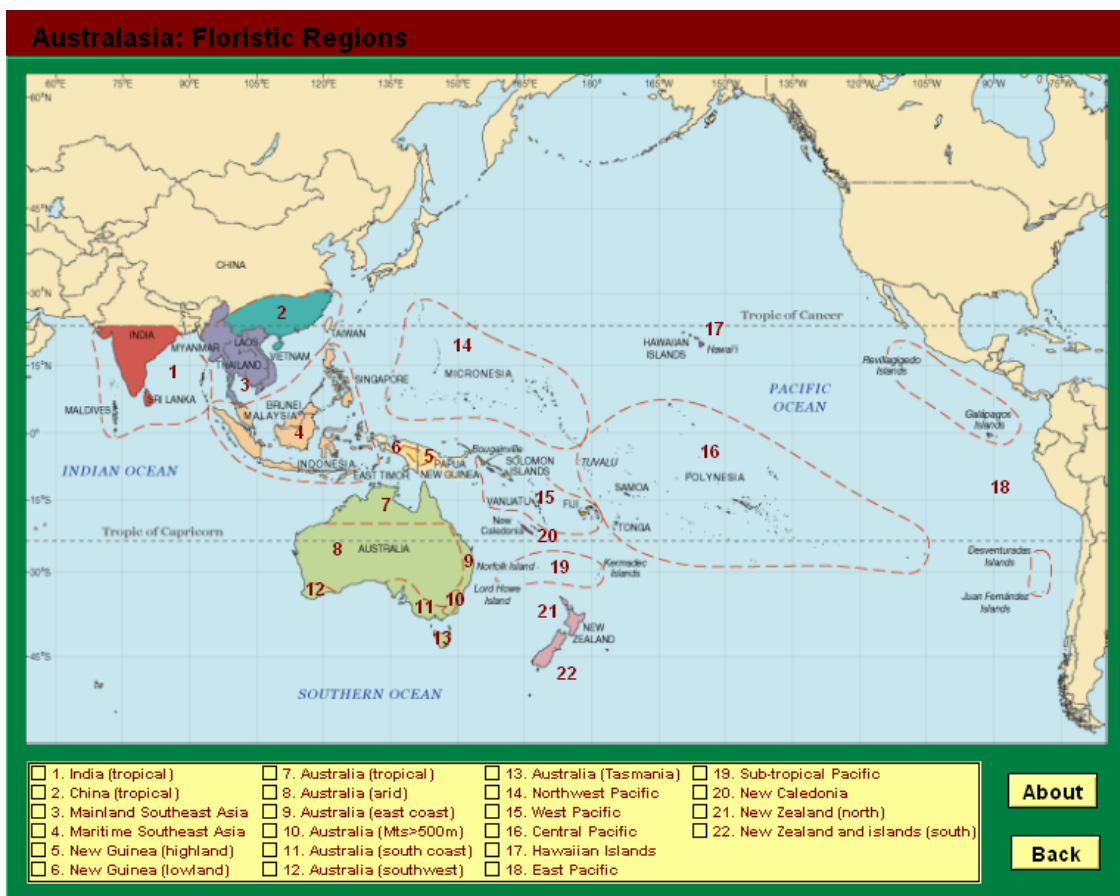 Australasia: Floristic Regions
60°E 75°E 90°E 105°E 120°E 135°E 150°E 165°E 180° 165°W 150°W 135°W 120°W 105°W 90°W 75°W
60°N
45°N
CHINA
30°N
2
TAIWAN
Tropic of Cancer
17
INDIA
MYANMAR
LAOS
VIETNAM
HAWAIIAN
ISLANDS
Hawai'i
14
15°N
THAILAND
1
3
SINGAPORE
MICRONESIA
Revillagigedo
Islands
PACIFIC
OCEAN
MALDIVES
SRI LANKA
BRUNEI
MALAYSIA
Galápagos
Islands
0°
4
6
5
Bougainville
16
INDIAN OCEAN
INDONESIA
PAPUA
NEW GUINEA
EAST TIMOR
SOLOMON
ISLANDS
TUVALU
POLYNESIA
SAMOA
18
15°S
7
VANUATU
15
FIJI
New
Caledonia
TONGA
Tropic of Capricorn
20
8
AUSTRALIA
9
Norfolk Island
19
Kermadec
Islands
Desventuradas
Islands
30°S
12
11
10
Lord Howe
Island
Juan Fernández
Islands
21
13
NEW
ZEALAND
45°S
22
SOUTHERN OCEAN
1. India (tropical)
2. China (tropical)
3. Mainland Southeast Asia
4. Maritime Southeast Asia
5. New Guinea (highland)
6. New Guinea (lowland)
7. Australia (tropical)
8. Australia (arid)
9. Australia (east coast)
10. Australia (Mts>500m)
11. Australia (south coast)
12. Australia (southwest)
13. Australia (Tasmania)
14. Northwest Pacific
15. West Pacific
16. Central Pacific
17. Hawaiian Islands
18. East Pacific
19. Sub-tropical Pacific
20. New Caledonia
21. New Zealand (north)
22. New Zealand and islands (south)
About
Back